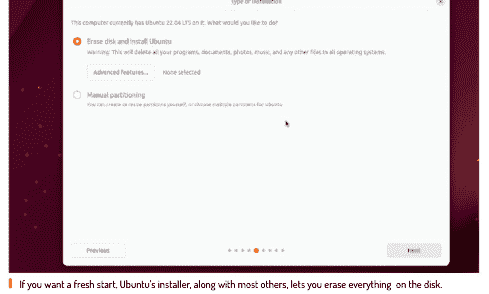 Type of installation
This computer currently has Ubuntu 22.04 LTS on it. What would you like to do?
Erase disk and install Ubuntu
Warning: This will delete all your programs, documents, photos, music, and any other files in all operating systems.
Advanced features... None selected
Manual partitioning
You can create or resize partitions yourself, or choose multiple partitions for Ubuntu
Previous
Next
If you want a fresh start, Ubuntu's installer, along with most others, lets you erase everything on the disk.